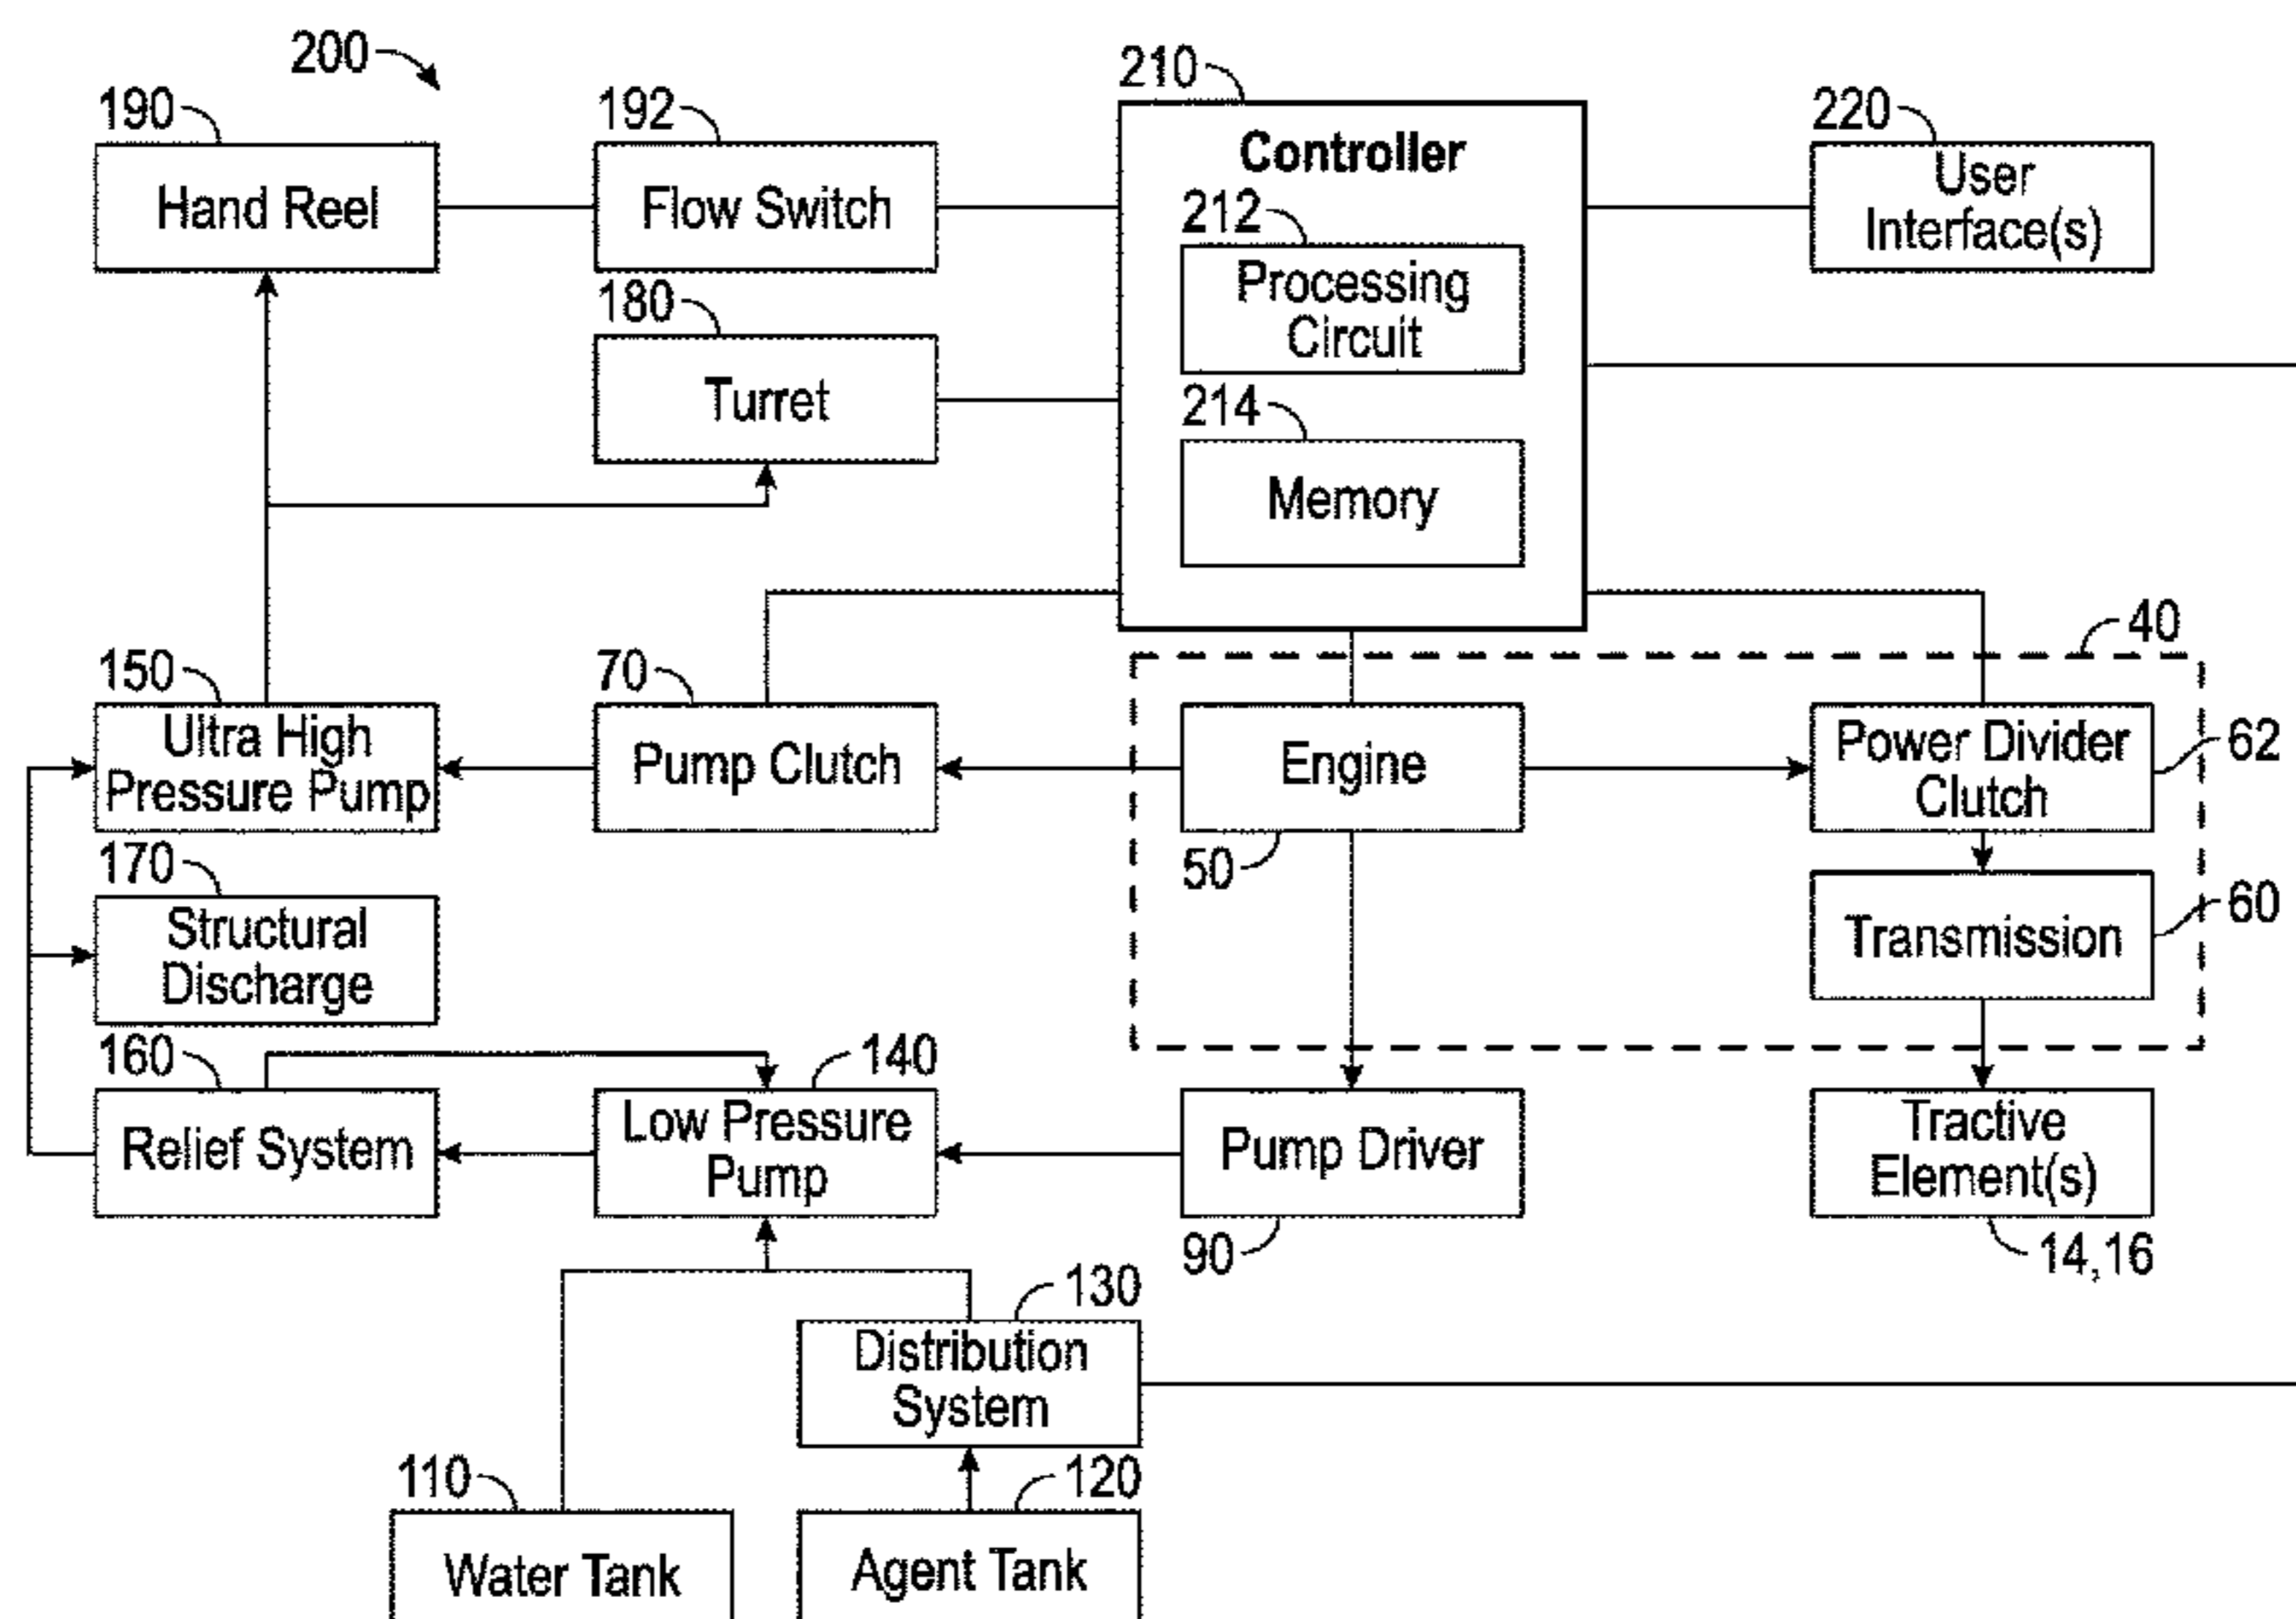 200
190
Hand Reel
192
Flow Switch
210
Controller
212
Processing
Circuit
214
Memory
220
User
Interface(s)
180
Turret
40
150
Ultra High
Pressure Pump
70
Pump Clutch
Engine
50
Power Divider
Clutch
62
170
Structural
Discharge
Transmission
60
160
Relief System
140
Low Pressure
Pump
Pump Driver
90
Tractive
Element(s)
14,16
130
Distribution
System
110
Water Tank
120
Agent Tank